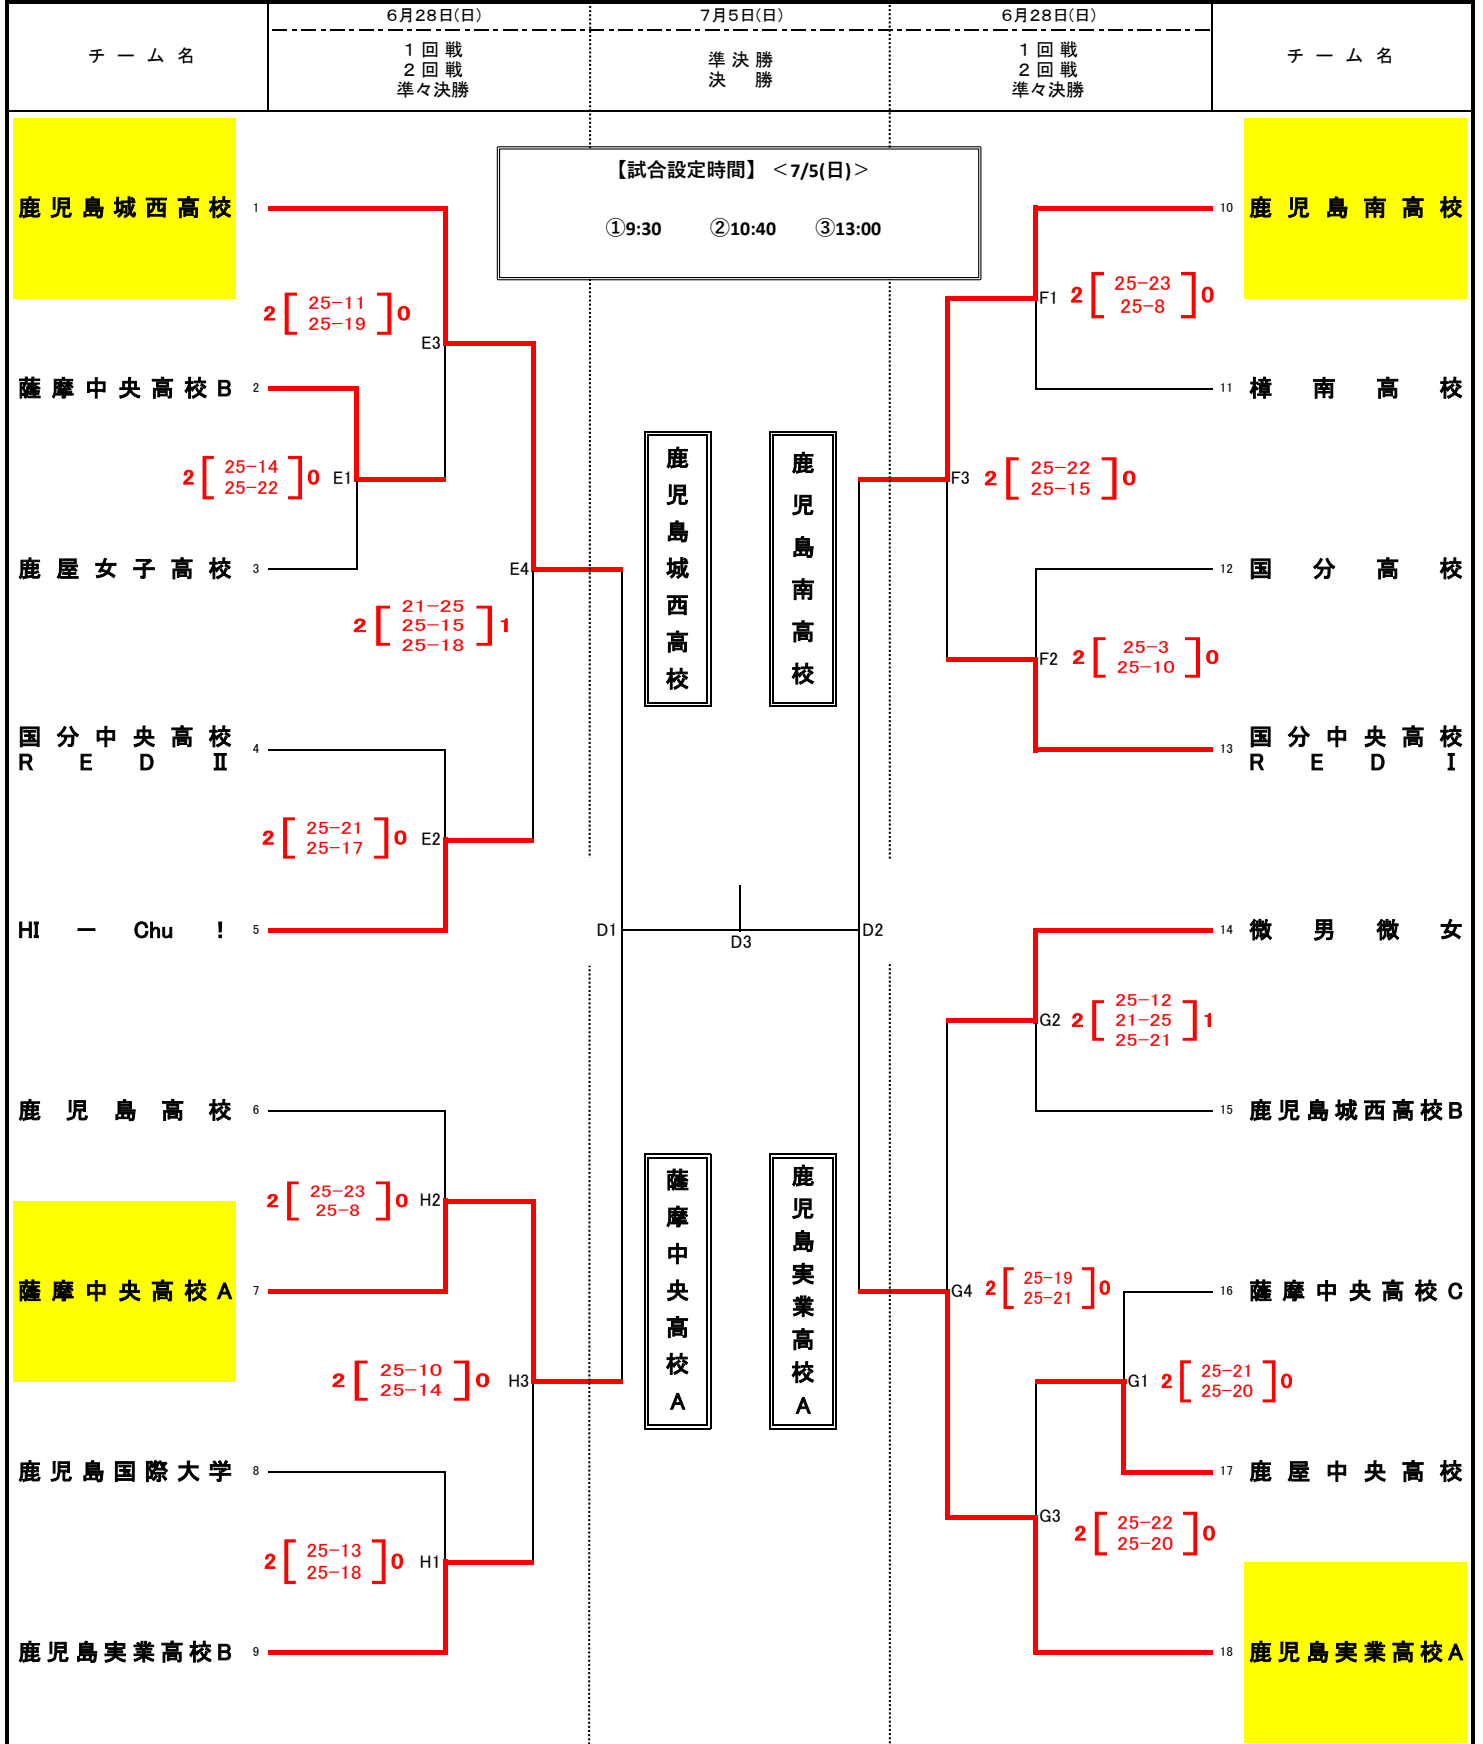 チーム名
6月28日(日)
1回戦
2回戦
準々決勝
7月5日(日)
準決勝
決　勝
6月28日(日)
1回戦
2回戦
準々決勝
チーム名
【試合設定時間】 ＜7/5(日)＞
①9:30　②10:40　③13:00
鹿児島城西高校 1
2 [ 25-11 ] 0
25-19
E3
薩摩中央高校B 2
2 [ 25-14 ] 0 E1
25-22
鹿屋女子高校 3
E4
2 [ 21-25 ] 1
25-15
25-18
国分中央高校 4
RED Ⅱ
2 [ 25-21 ] 0 E2
25-17
HI ー Chu ! 5
鹿児島高校 6
2 [ 25-23 ] 0 H2
25-8
薩摩中央高校A 7
2 [ 25-10 ] 0 H3
25-14
鹿児島国際大学 8
2 [ 25-13 ] 0 H1
25-18
鹿児島実業高校B 9
鹿児島城西高校
鹿児島南高校
D1
D3
D2
薩摩中央高校A
鹿児島実業高校A
10 鹿児島南高校
F1 2 [ 25-23 ] 0
25-8
11 樟南高校
F3 2 [ 25-22 ] 0
25-15
12 国分高校
F2 2 [ 25-3 ] 0
25-10
13 国分中央高校
RED Ⅰ
14 微男微女
G2 2 [ 25-12 ] 1
21-25
25-21
15 鹿児島城西高校B
G4 2 [ 25-19 ] 0
25-21
16 薩摩中央高校C
G1 2 [ 25-21 ] 0
25-20
17 鹿屋中央高校
G3 2 [ 25-22 ] 0
25-20
18 鹿児島実業高校A